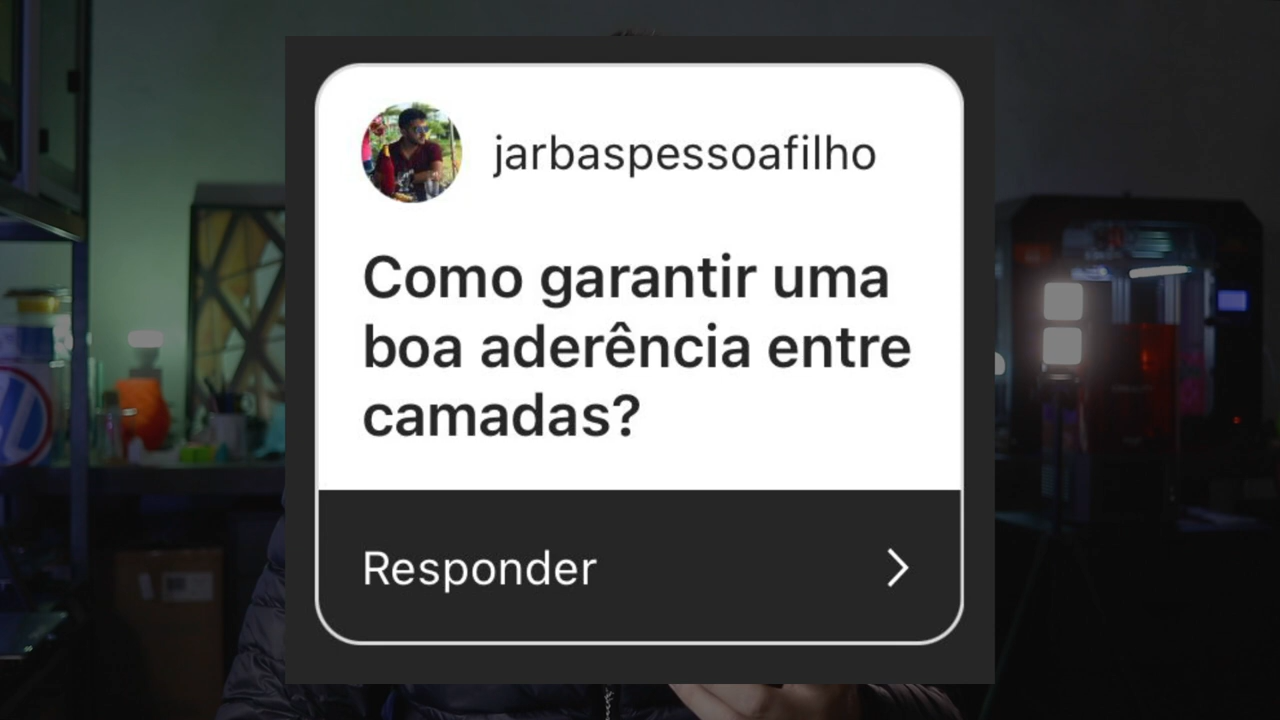 jarbaspessoafilho
Como garantir uma
boa aderência entre
camadas?
Responder